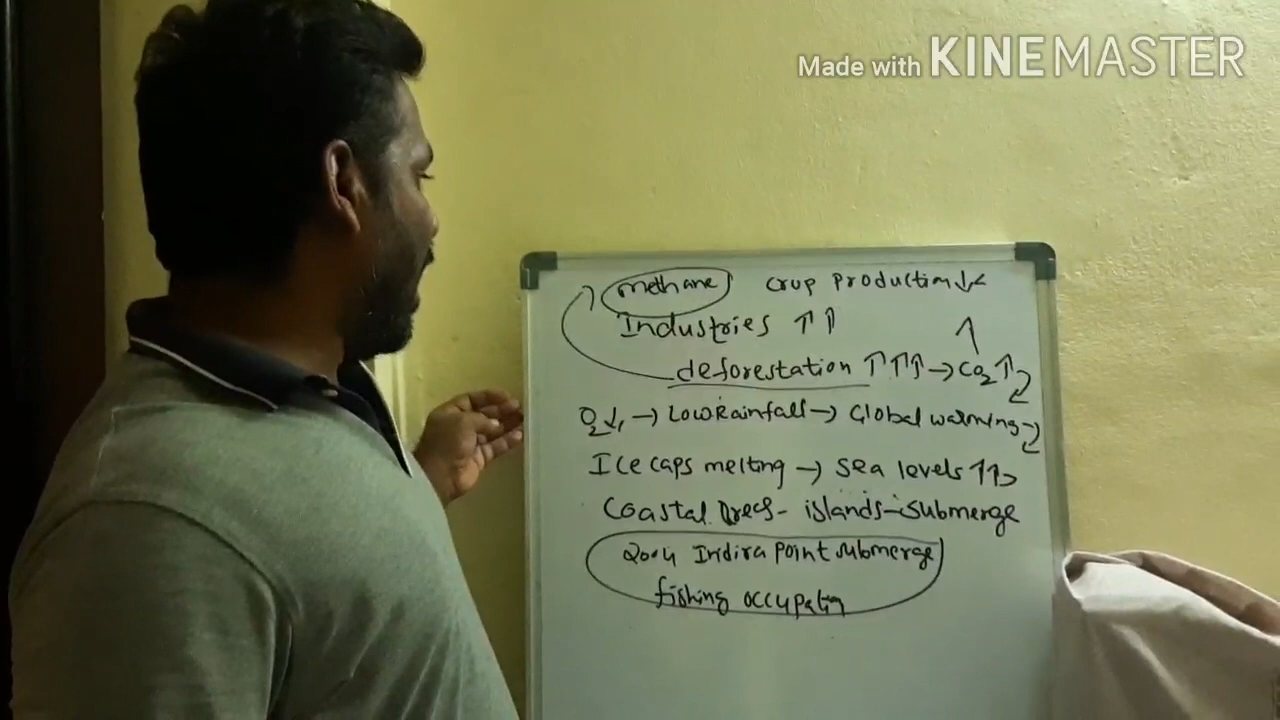 Made with KINEMASTER
methane crop production ↓
Industries ↑↑
deforestation ↑↑↑ → CO₂ ↑
O₂ ↓ → Low Rainfall → Global warming →
Ice caps melting → sea levels ↑↑
Coastal - islands - submerge
2004 Indira point submerge
fishing occupation